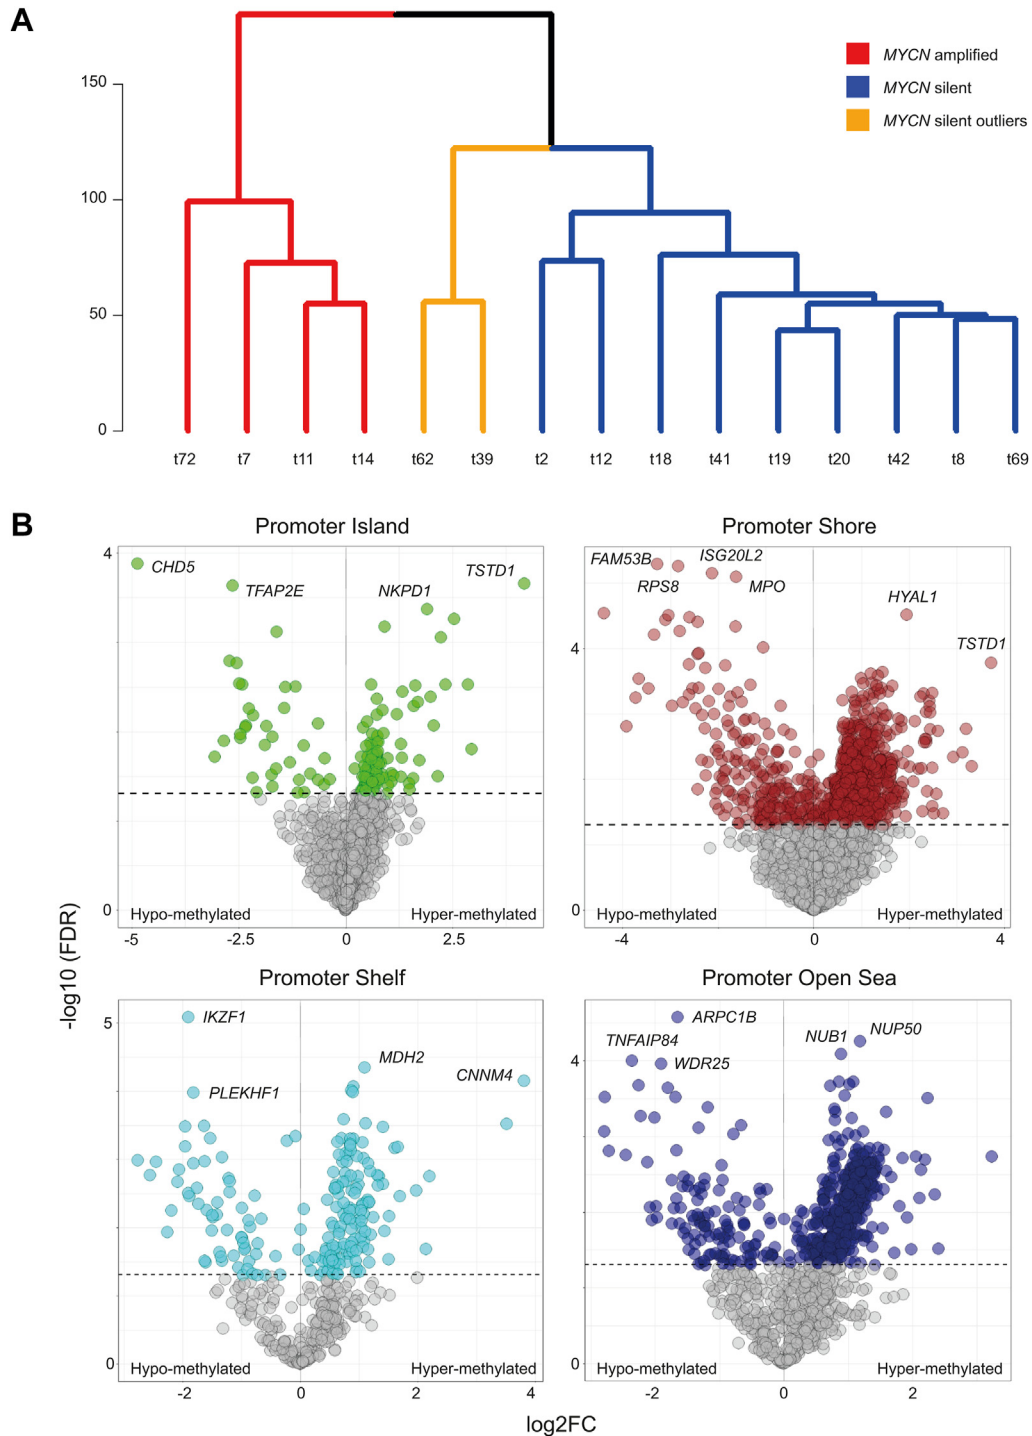 A
MYCN amplified
MYCN silent
MYCN silent outliers
150
100
50
0
t72 t7 t11 t14 t62 t39 t2 t12 t18 t41 t19 t20 t42 t8 t69
B
Promoter Island
4
CHD5
TFAP2E
NKPD1
TSTD1
0
Hypo-methylated
Hyper-methylated
-5 -2.5 0 2.5
Promoter Shore
FAM53B
ISG20L2
RPS8
MPO
HYAL1
TSTD1
4
0
Hypo-methylated
Hyper-methylated
-4 0 4
-log10 (FDR)
Promoter Shelf
5
IKZF1
MDH2
CNNM4
PLEKHF1
0
Hypo-methylated
Hyper-methylated
-2 0 2 4
Promoter Open Sea
ARPC1B
TNFAIP84
NUB1
NUP50
WDR25
4
0
Hypo-methylated
Hyper-methylated
-2 0 2
log2FC